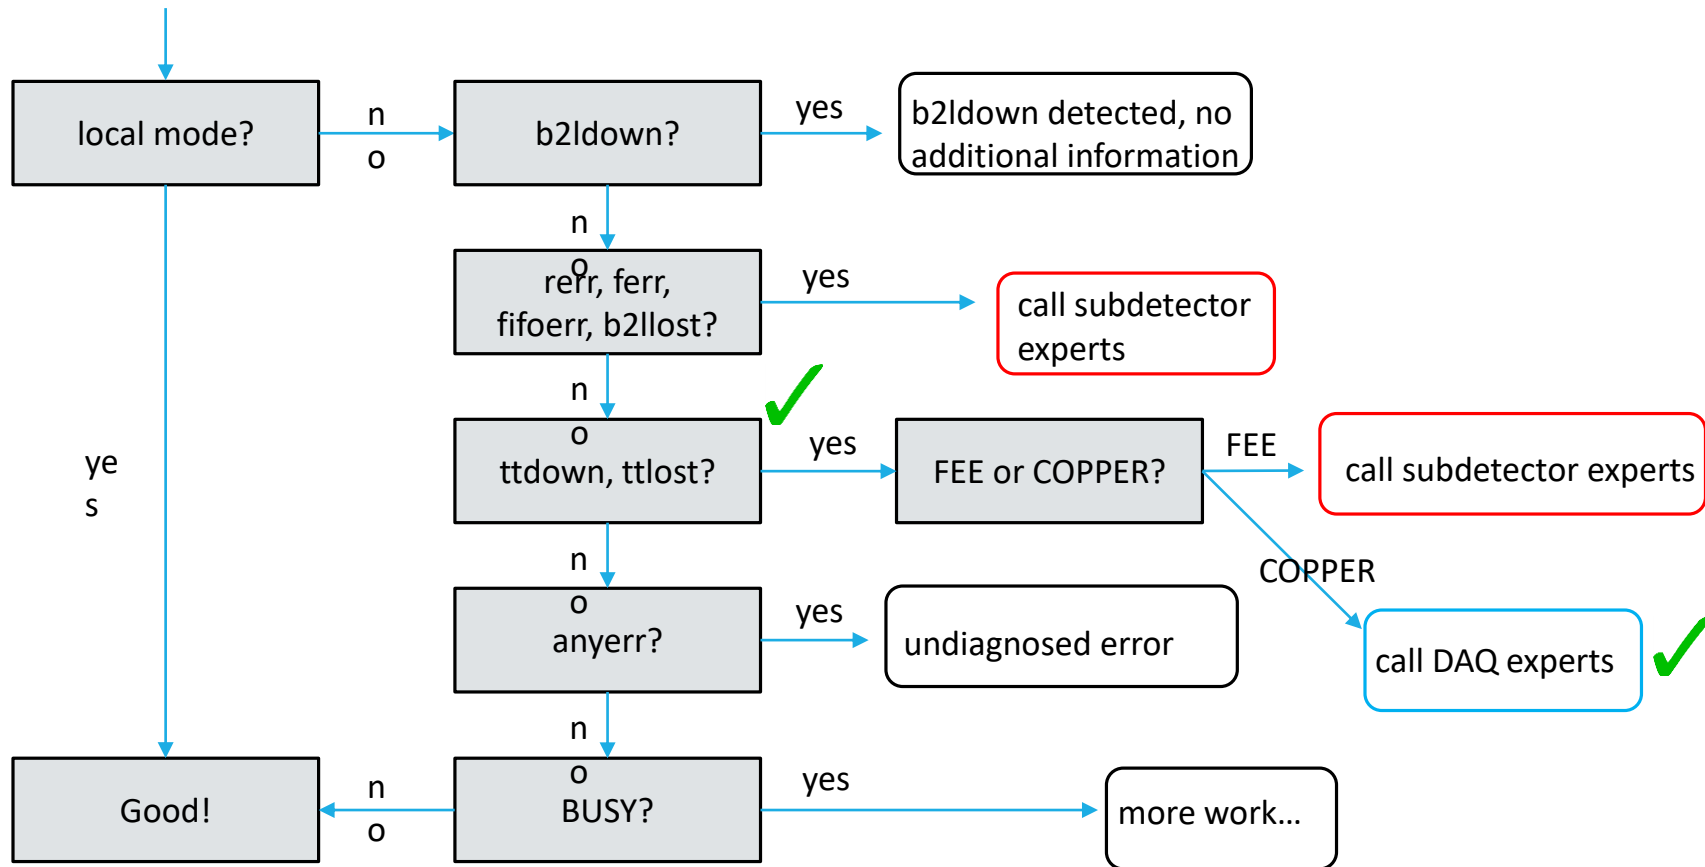 local mode?
n
o
b2ldown?
yes
b2ldown detected, no
additional information
n
o
rerr, ferr,
fifoerr, b2llost?
yes
call subdetector
experts
n
o
ttdown, ttlost?
yes
FEE or COPPER?
FEE
call subdetector experts
COPPER
call DAQ experts
ye
s
n
o
anyerr?
yes
undiagnosed error
n
o
BUSY?
yes
more work...
n
o
Good!